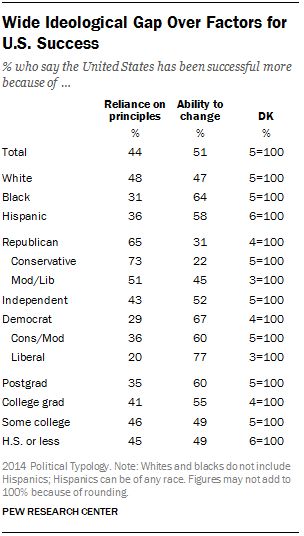 Wide Ideological Gap Over Factors for
U.S. Success
% who say the United States has been successful more
because of ...
Reliance on principles Ability to change DK
% % %
Total 44 51 5=100
White 48 47 5=100
Black 31 64 5=100
Hispanic 36 58 6=100
Republican 65 31 4=100
Conservative 73 22 5=100
Mod/Lib 51 45 3=100
Independent 43 52 5=100
Democrat 29 67 4=100
Cons/Mod 36 60 5=100
Liberal 20 77 3=100
Postgrad 35 60 5=100
College grad 41 55 4=100
Some college 46 49 5=100
H.S. or less 45 49 6=100
2014 Political Typology. Note: Whites and blacks do not include
Hispanics; Hispanics can be of any race. Figures may not add to
100% because of rounding.
PEW RESEARCH CENTER